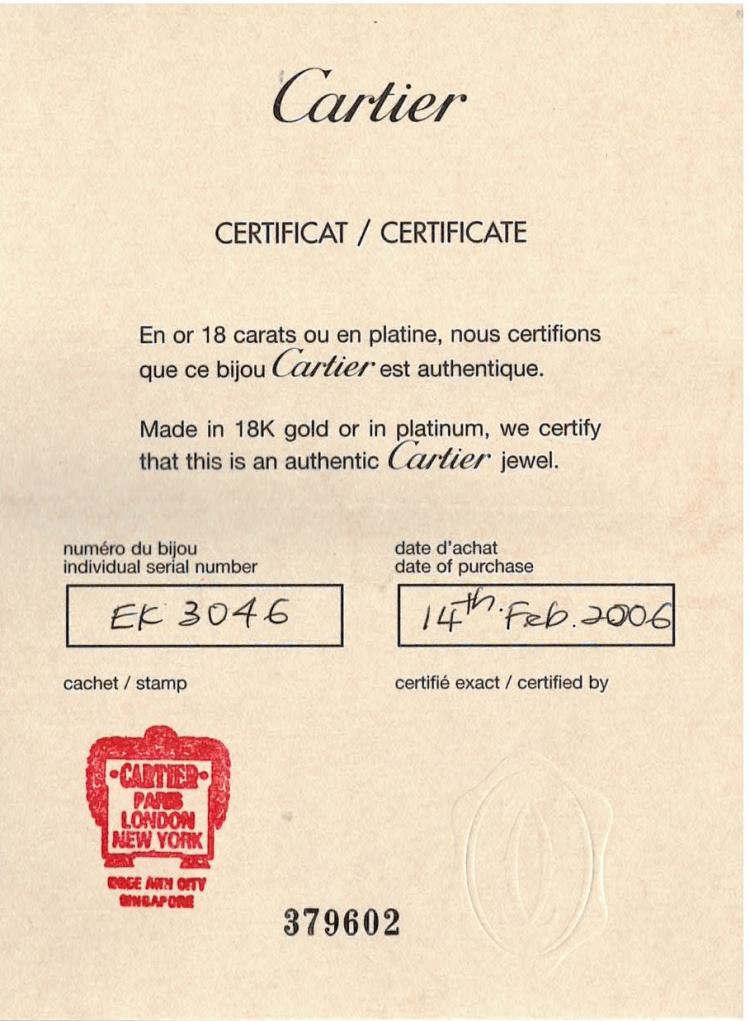 Cartier
CERTIFICAT / CERTIFICATE
En or 18 carats ou en platine, nous certifions
que ce bijou Cartier est authentique.
Made in 18K gold or in platinum, we certify
that this is an authentic Cartier jewel.
numéro du bijou
individual serial number
EK 3046
date d'achat
date of purchase
14th. Feb. 2006
cachet / stamp
certifié exact / certified by
·CARTIER·
PARIS
LONDON
NEW YORK
CITY
SINGAPORE
379602